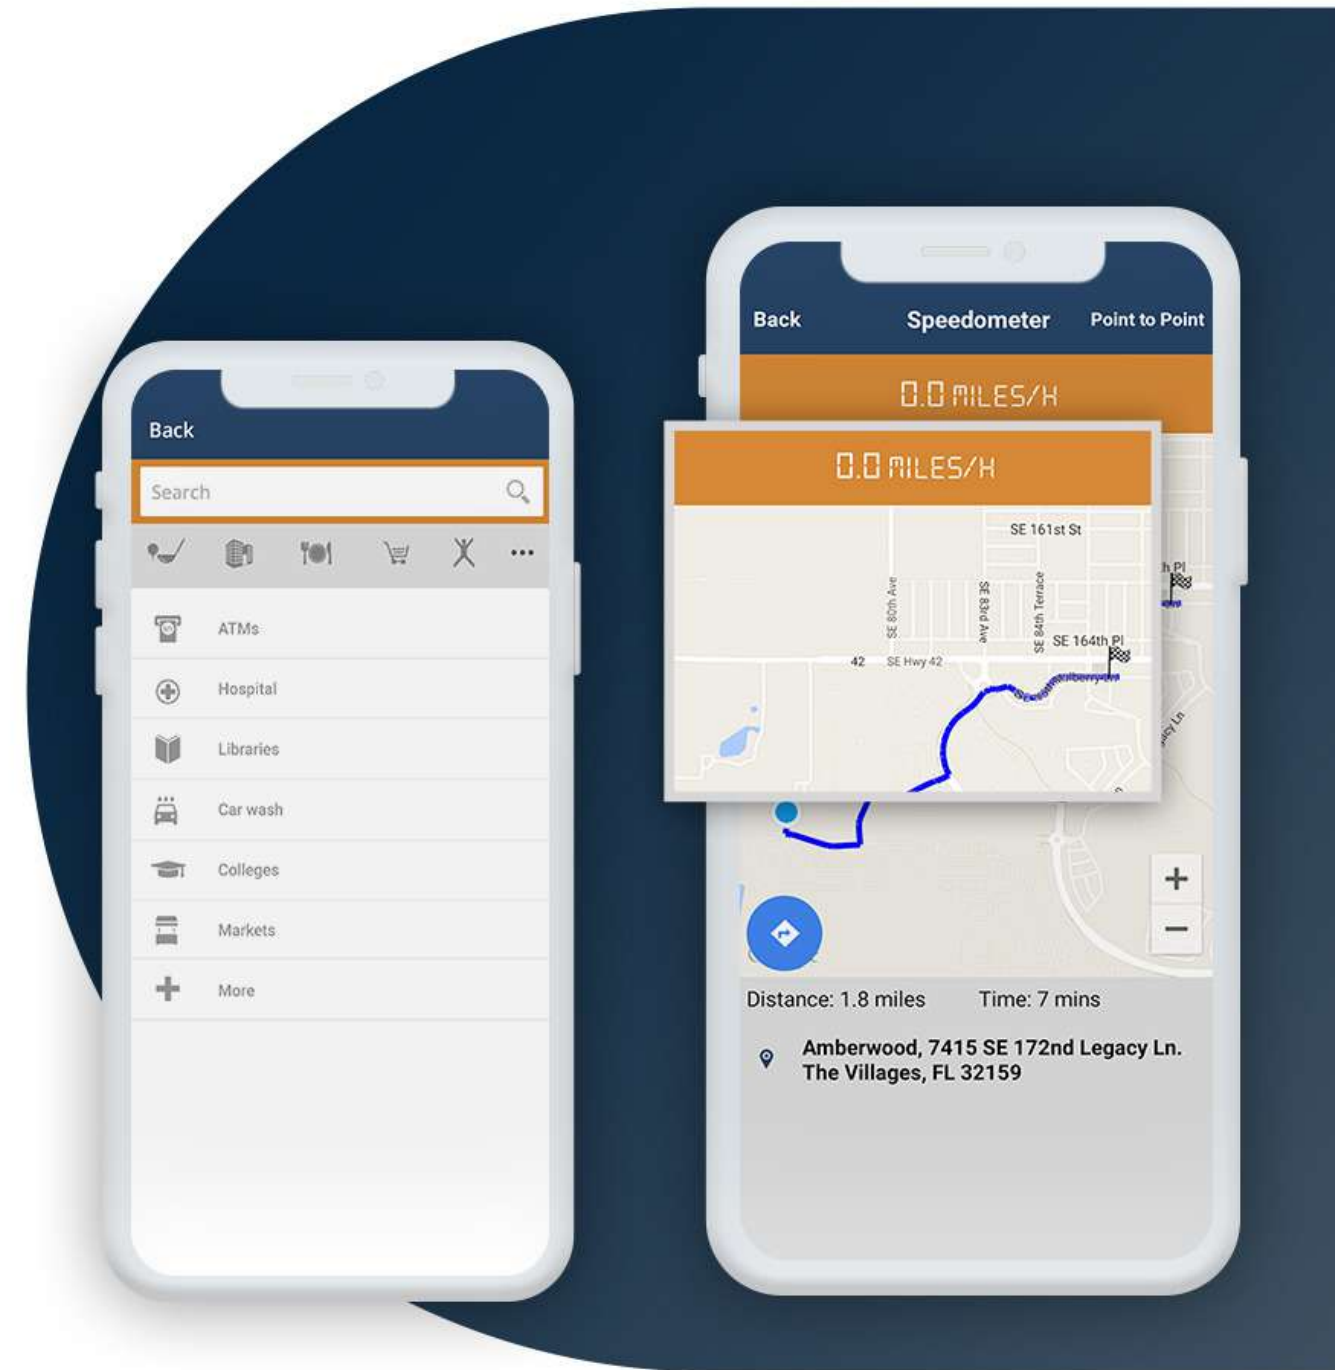 Back
Search
ATMs
Hospital
Libraries
Car wash
Colleges
Markets
More
Back Speedometer Point to Point
0.0 MILES/H
0.0 MILES/H
SE 161st St
SE 80th Ave
SE 83rd Ave
SE 84th Terrace
SE 164th Pl
42 SE Hwy 42
Distance: 1.8 miles Time: 7 mins
Amberwood, 7415 SE 172nd Legacy Ln.
The Villages, FL 32159